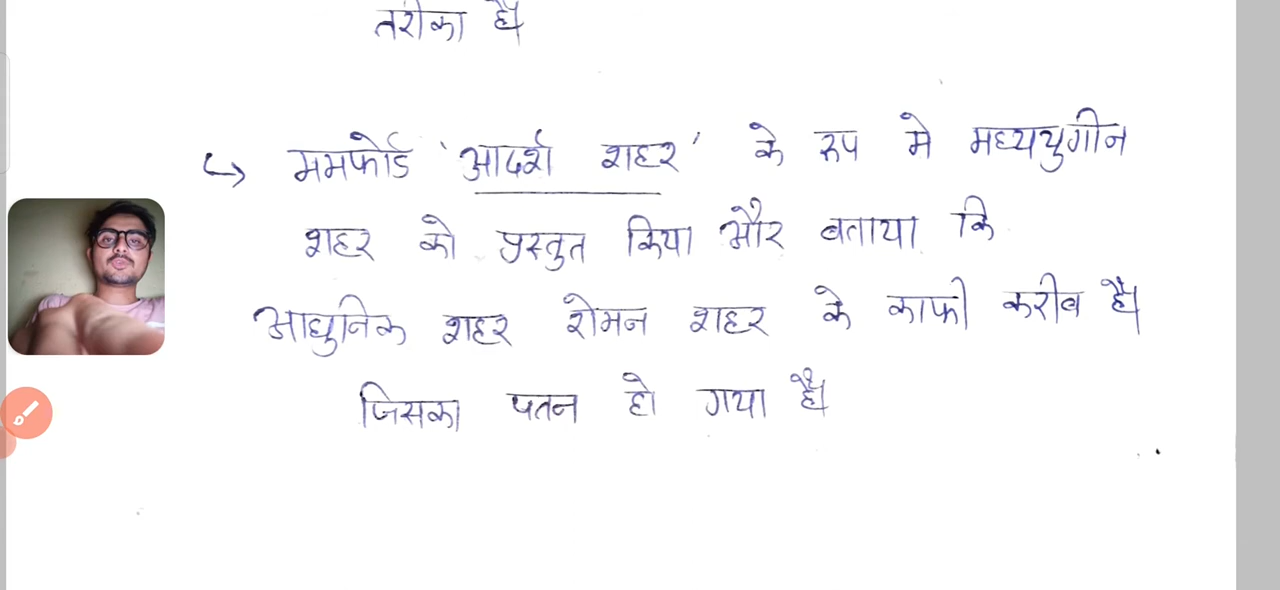 तरीका है।
↳ ममफोर्ड 'आदर्श शहर' के रूप मे मध्ययुगीन
शहर को प्रस्तुत किया और बताया कि
आधुनिक शहर रोमन शहर के काफी करीब है।
जिसका पतन हो गया है।